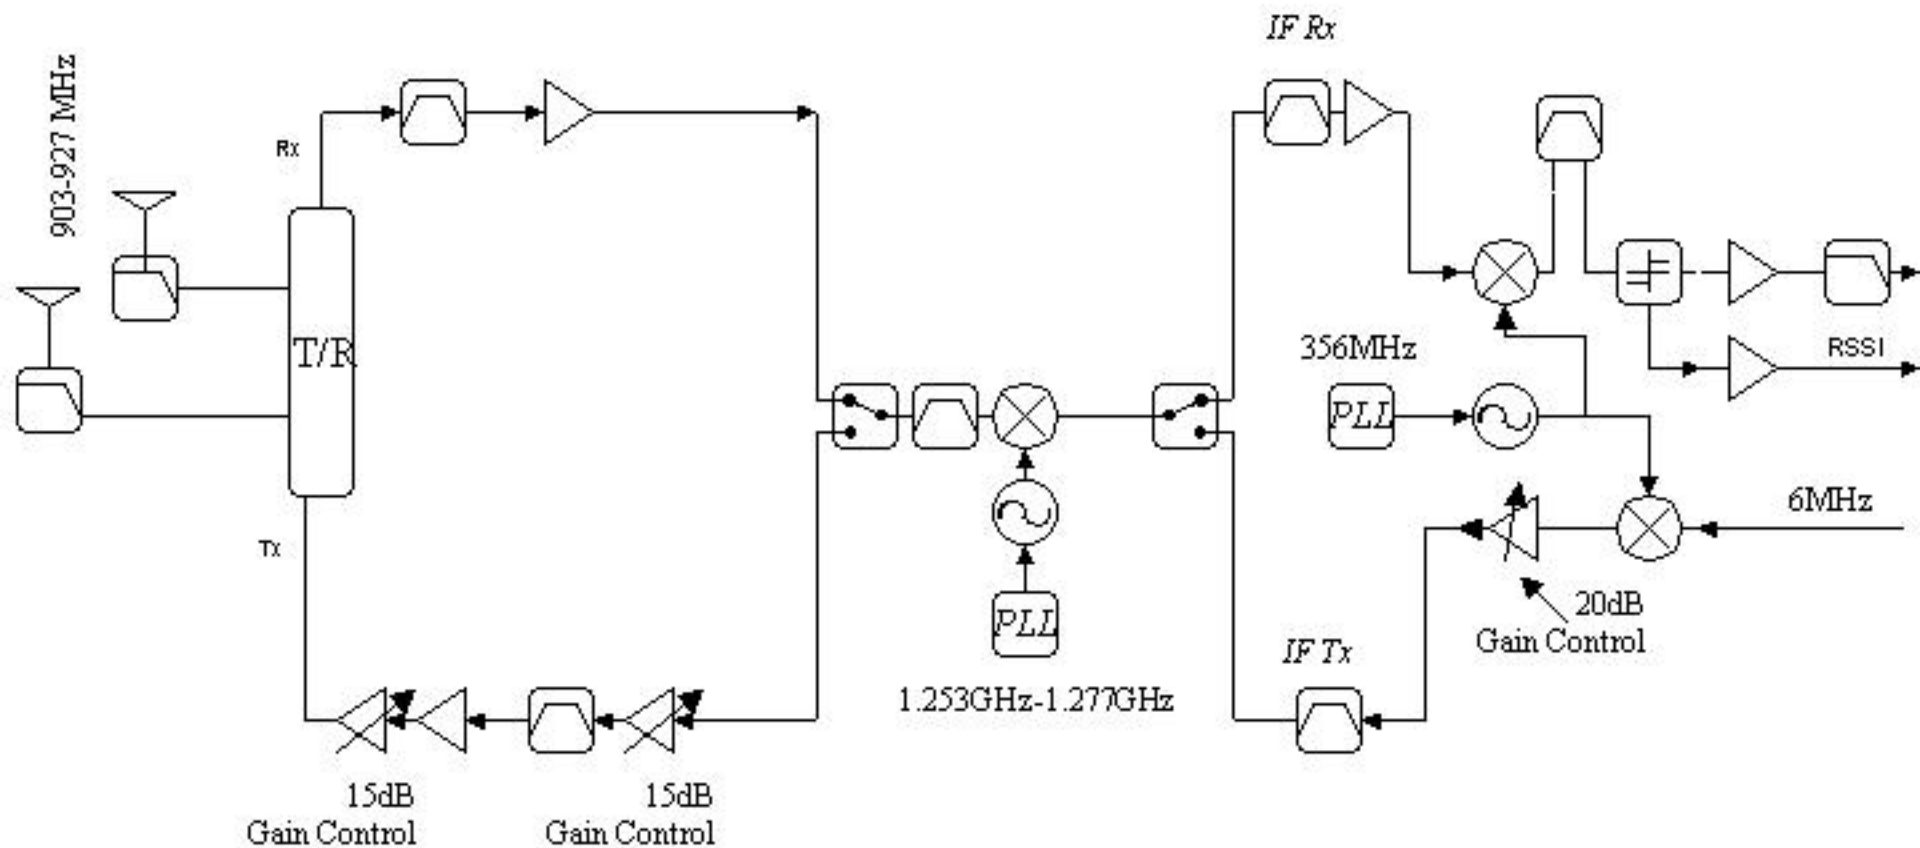 IF Rx
903-927 MHz
Rx
T/R
356MHz
RSSI
PLL
6MHz
Tx
20dB
Gain Control
PLL
IF Tx
1.253GHz-1.277GHz
15dB
Gain Control
15dB
Gain Control